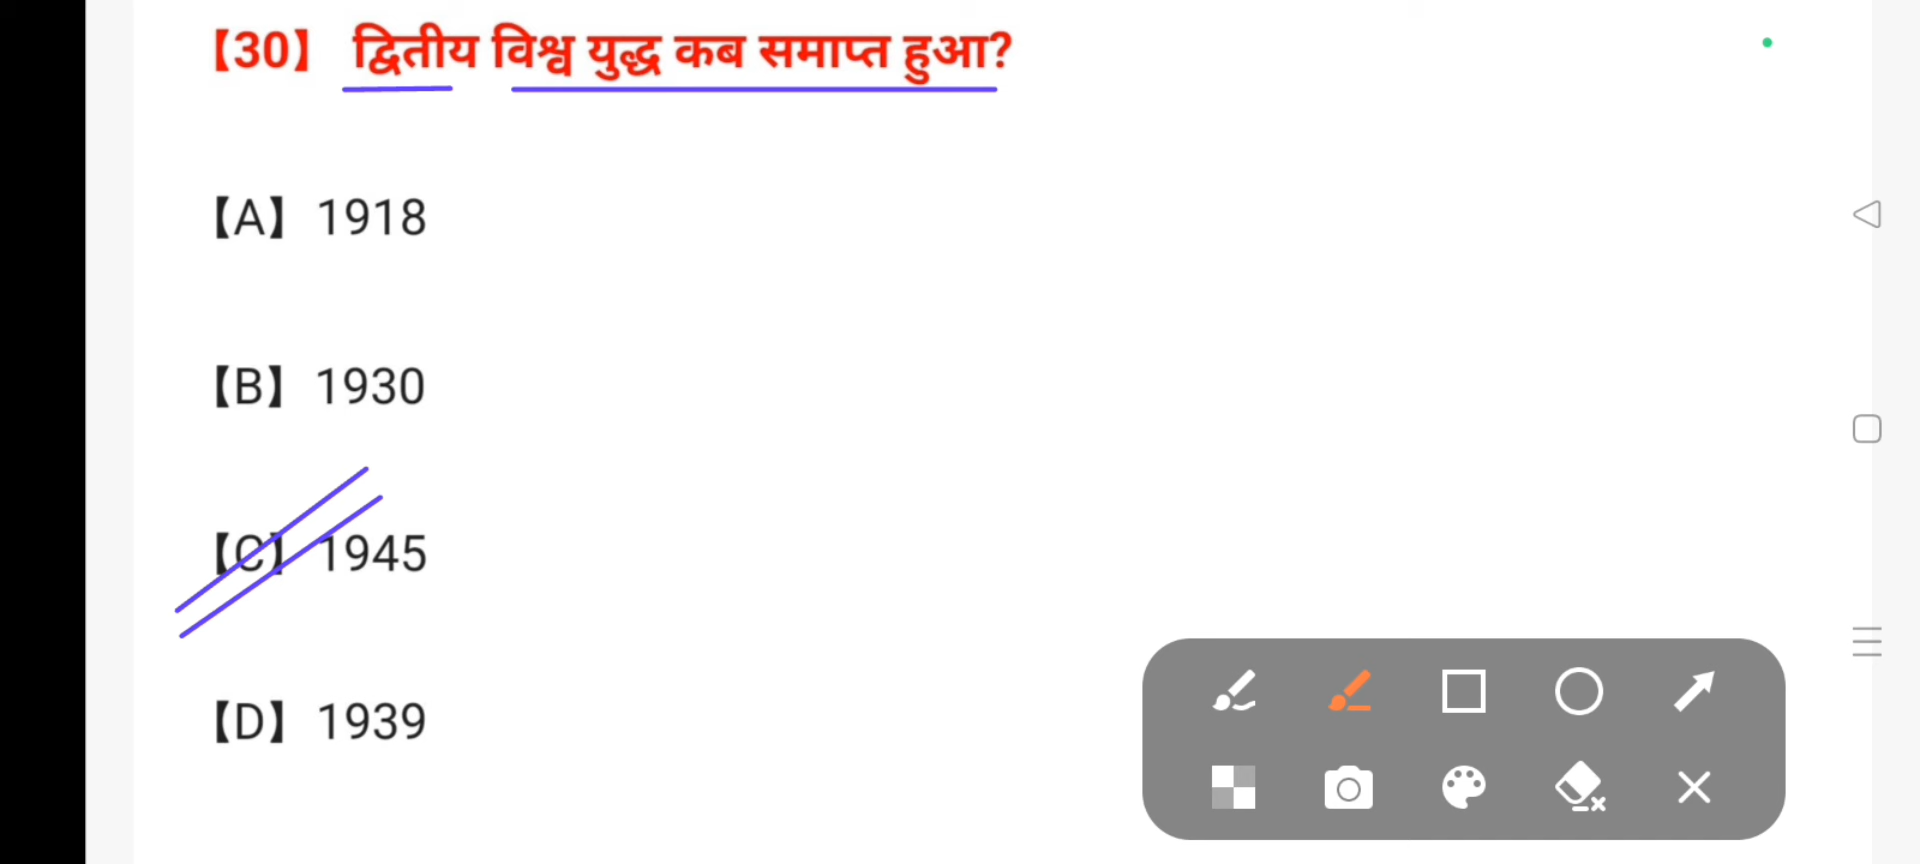 【30】 द्वितीय विश्व युद्ध कब समाप्त हुआ?
【A】 1918
【B】 1930
【C】 1945
【D】 1939